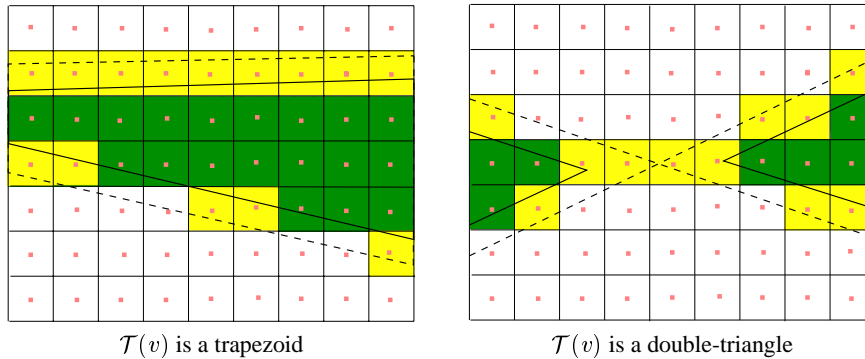 𝒯(v) is a trapezoid
𝒯(v) is a double-triangle